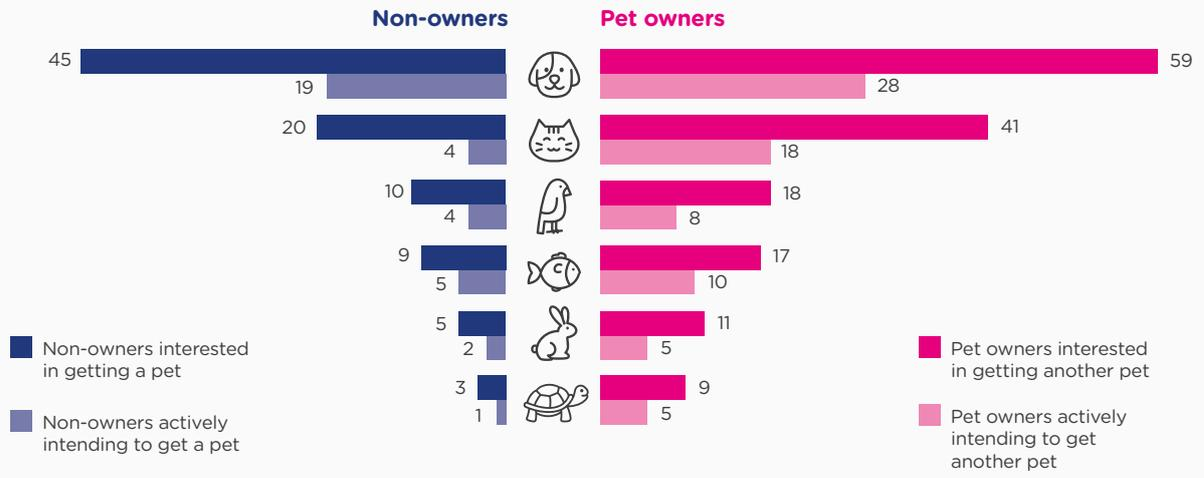 Non-owners
Pet owners
45
59
19
28
20
41
4
18
10
18
4
8
9
17
5
10
5
11
2
5
3
9
1
5
Non-owners interested
in getting a pet
Non-owners actively
intending to get a pet
Pet owners interested
in getting another pet
Pet owners actively
intending to get
another pet